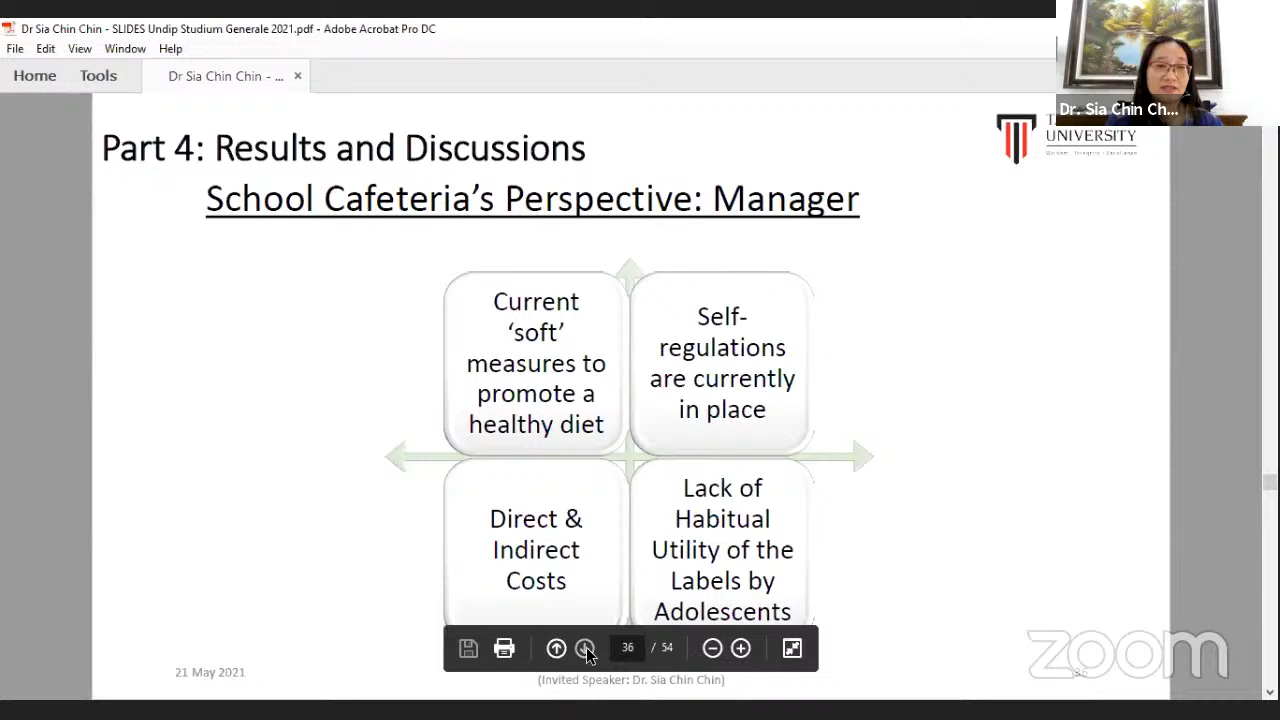 Dr Sia Chin Chin - SLIDES Undip Studium Generale 2021.pdf - Adobe Acrobat Pro DC
File Edit View Window Help
Home Tools Dr Sia Chin Chin - ... ×
Dr. Sia Chin Ch...
UNIVERSITY
Part 4: Results and Discussions
School Cafeteria’s Perspective: Manager
Current
‘soft’
measures to
promote a
healthy diet
Self-
regulations
are currently
in place
Direct &
Indirect
Costs
Lack of
Habitual
Utility of the
Labels by
Adolescents
36 / 54
zoom
21 May 2021
(Invited Speaker: Dr. Sia Chin Chin)